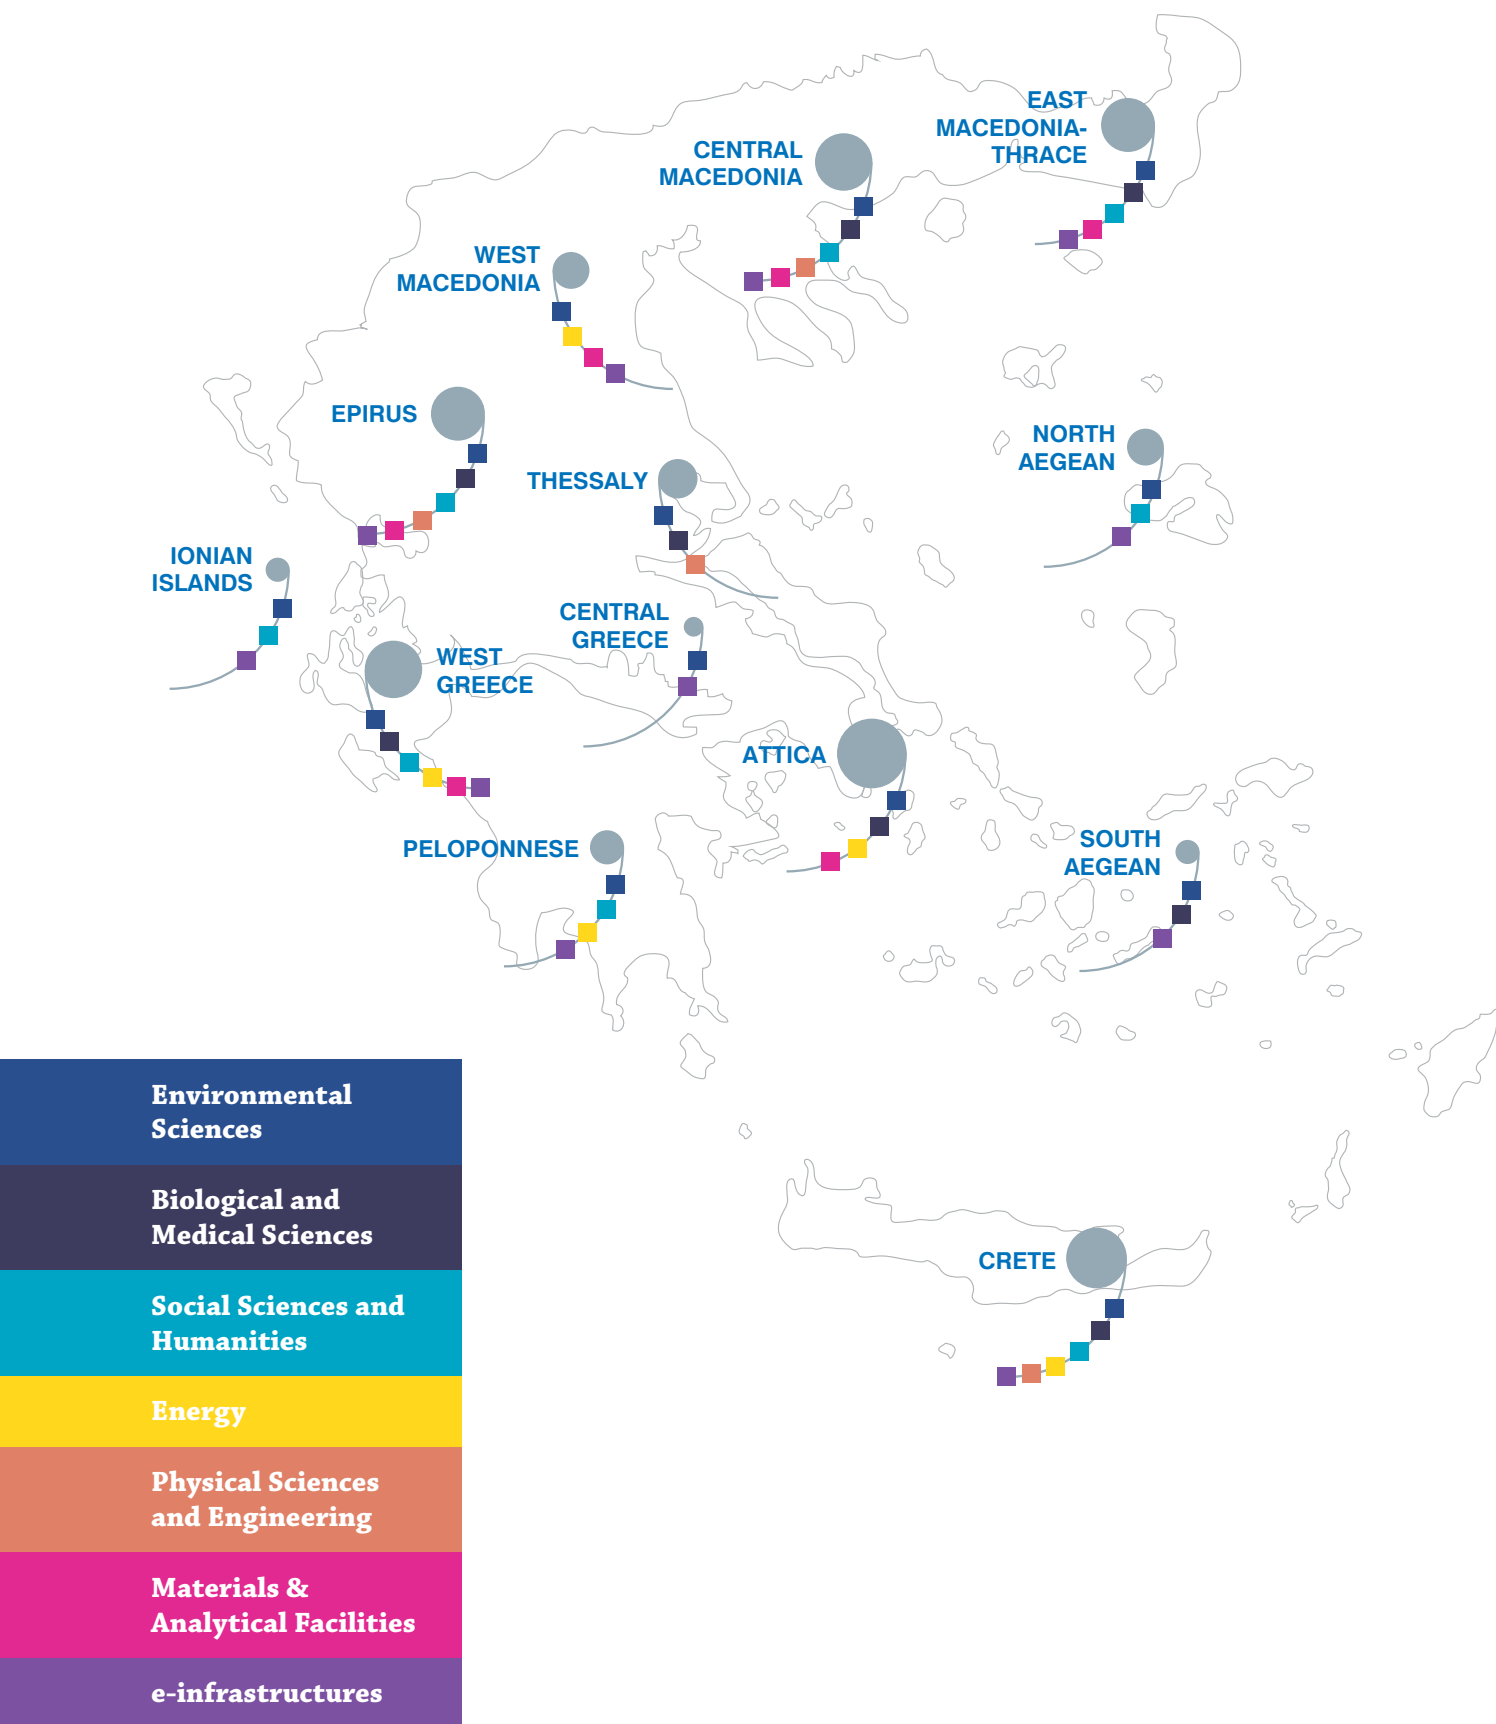 EAST
MACEDONIA-
THRACE
CENTRAL
MACEDONIA
WEST
MACEDONIA
EPIRUS
NORTH
AEGEAN
THESSALY
IONIAN
ISLANDS
CENTRAL
GREECE
WEST
GREECE
ATTICA
PELOPONNESE
SOUTH
AEGEAN
CRETE
Environmental
Sciences
Biological and
Medical Sciences
Social Sciences and
Humanities
Energy
Physical Sciences
and Engineering
Materials &
Analytical Facilities
e-infrastructures